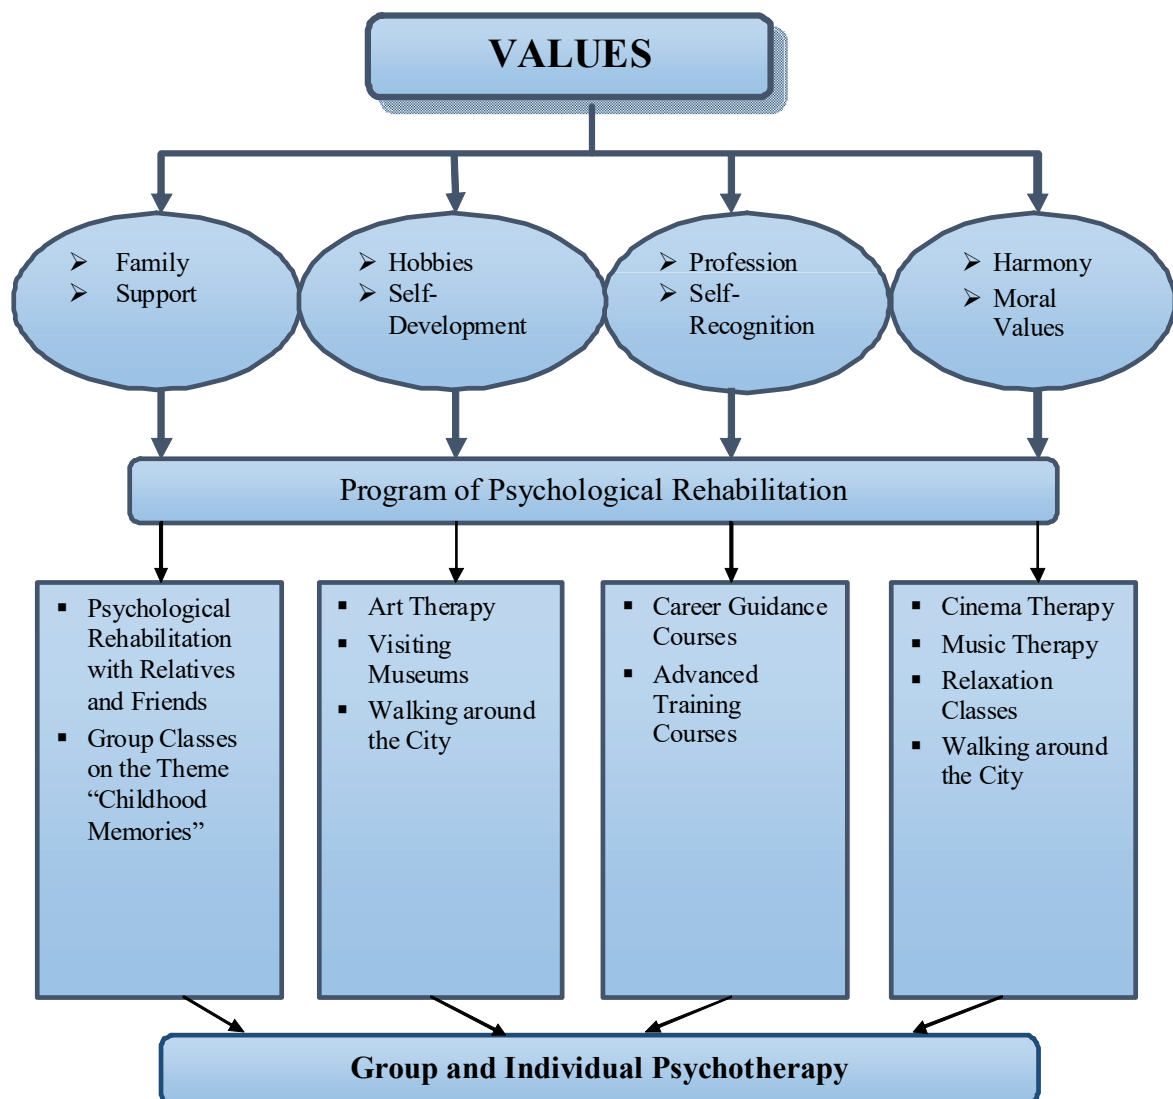 VALUES
➢ Family
➢ Support
➢ Hobbies
➢ Self-
Development
➢ Profession
➢ Self-
Recognition
➢ Harmony
➢ Moral
Values
Program of Psychological Rehabilitation
▪ Psychological
Rehabilitation
with Relatives
and Friends
▪ Group Classes
on the Theme
“Childhood
Memories”
▪ Art Therapy
▪ Visiting
Museums
▪ Walking around
the City
▪ Career Guidance
Courses
▪ Advanced
Training
Courses
▪ Cinema Therapy
▪ Music Therapy
▪ Relaxation
Classes
▪ Walking around
the City
Group and Individual Psychotherapy